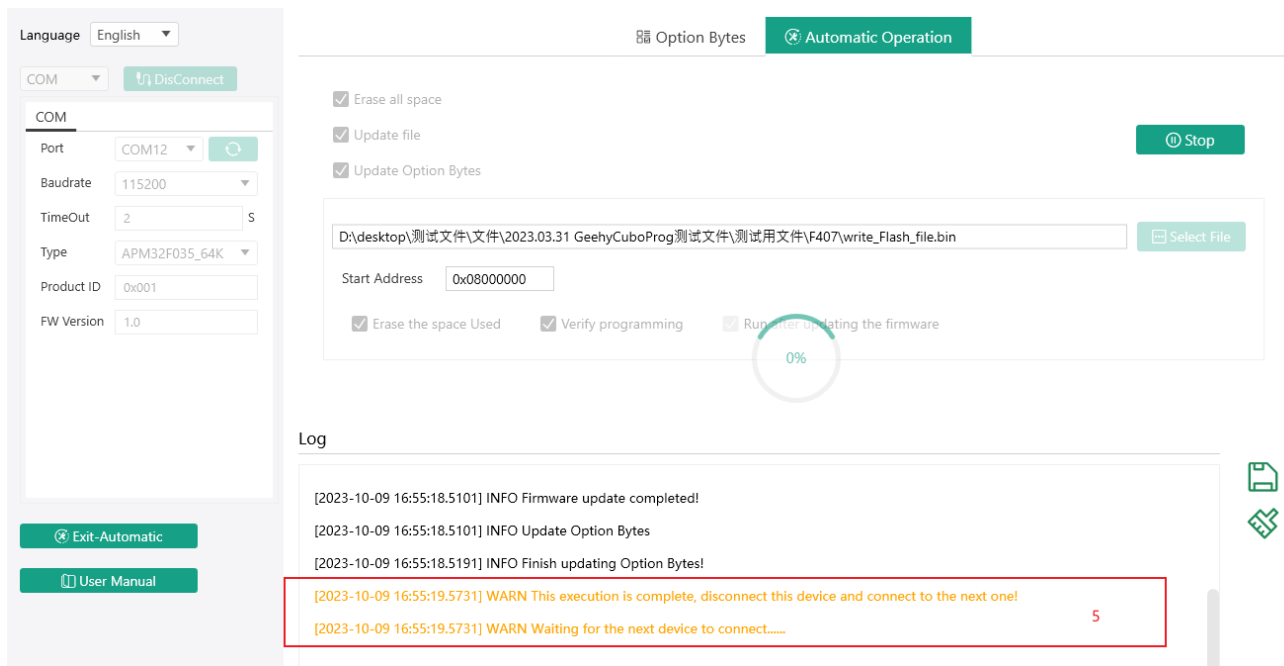 Language English
COM DisConnect
COM
Port COM12
Baudrate 115200
TimeOut 2 S
Type APM32F035_64K
Product ID 0x001
FW Version 1.0
Exit-Automatic
User Manual
Option Bytes Automatic Operation
Erase all space
Update file
Stop
Update Option Bytes
D:\desktop\测试文件\文件\2023.03.31 GeehyCuboProg测试文件\测试用文件\F407\write_Flash_file.bin
Select File
Start Address 0x08000000
Erase the space Used Verify programming Run after updating the firmware
0%
Log
[2023-10-09 16:55:18.5101] INFO Firmware update completed!
[2023-10-09 16:55:18.5101] INFO Update Option Bytes
[2023-10-09 16:55:18.5191] INFO Finish updating Option Bytes!
[2023-10-09 16:55:19.5731] WARN This execution is complete, disconnect this device and connect to the next one!
5
[2023-10-09 16:55:19.5731] WARN Waiting for the next device to connect......